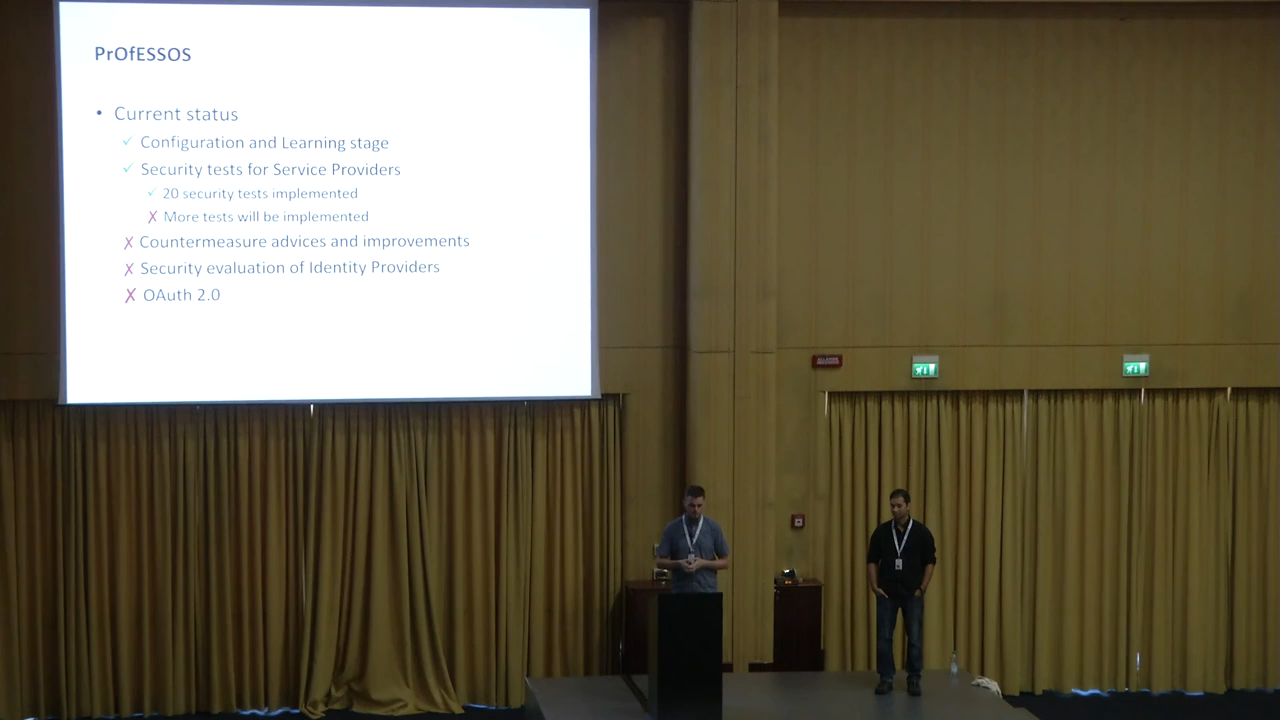 PrOfESSOS
• Current status
✓ Configuration and Learning stage
✓ Security tests for Service Providers
✓ 20 security tests implemented
✗ More tests will be implemented
✗ Countermeasure advices and improvements
✗ Security evaluation of Identity Providers
✗ OAuth 2.0